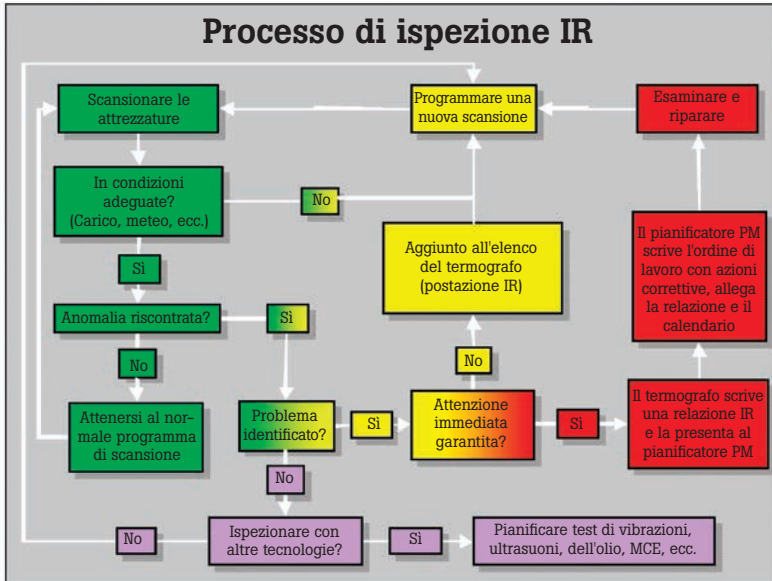 Processo di ispezione IR
Scansionare le
attrezzature
Programmare una
nuova scansione
Esaminare e
riparare
In condizioni
adeguate?
(Carico, meteo, ecc.)
No
Aggiunto all'elenco
del termografo
(postazione IR)
Il pianificatore PM
scrive l'ordine di
lavoro con azioni
correttive, allega
la relazione e il
calendario
Sì
Anomalia riscontrata?
Sì
No
No
Attenersi al nor-
male programma
di scansione
Problema
identificato?
Sì
Attenzione
immediata
garantita?
Sì
Il termografo scrive
una relazione IR
e la presenta al
pianificatore PM
No
No
Ispezionare con
altre tecnologie?
Sì
Pianificare test di vibrazioni,
ultrasuoni, dell'olio, MCE, ecc.